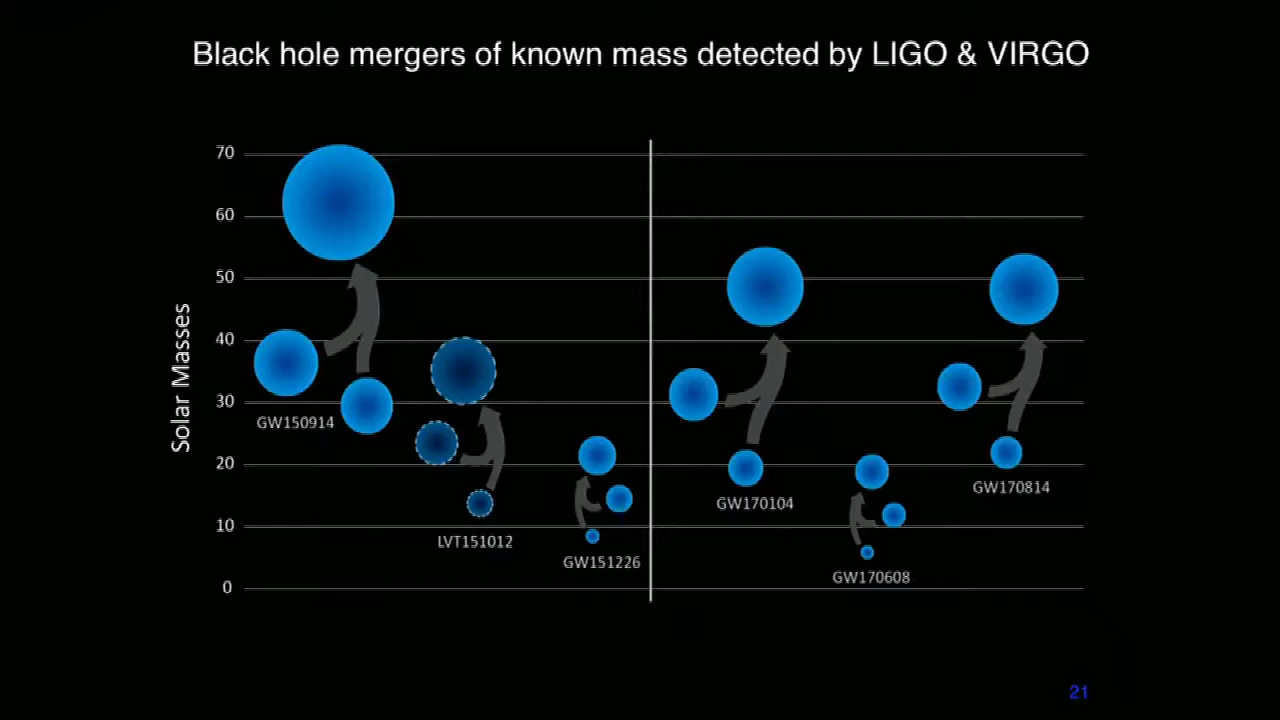 Black hole mergers of known mass detected by LIGO & VIRGO
70
60
50
40
30
20
10
0
Solar Masses
GW150914
LVT151012
GW151226
GW170104
GW170608
GW170814
21